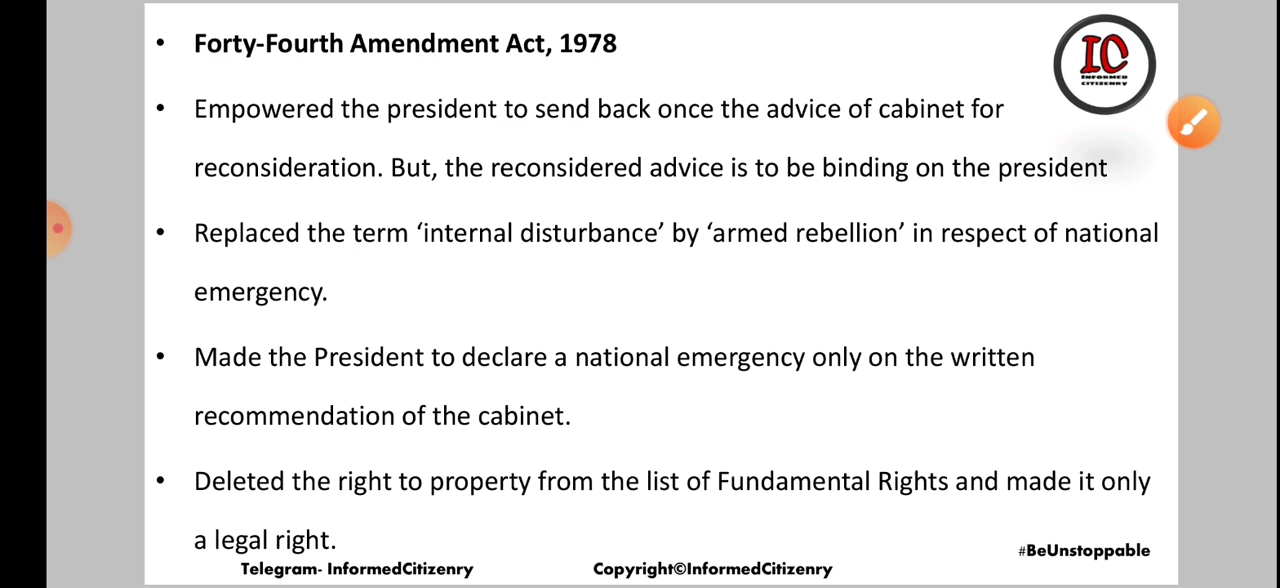 • Forty-Fourth Amendment Act, 1978
IC
INFORMED
CITIZENRY
• Empowered the president to send back once the advice of cabinet for
reconsideration. But, the reconsidered advice is to be binding on the president
• Replaced the term ‘internal disturbance’ by ‘armed rebellion’ in respect of national
emergency.
• Made the President to declare a national emergency only on the written
recommendation of the cabinet.
• Deleted the right to property from the list of Fundamental Rights and made it only
a legal right.
#BeUnstoppable
Telegram- InformedCitizenry Copyright©InformedCitizenry